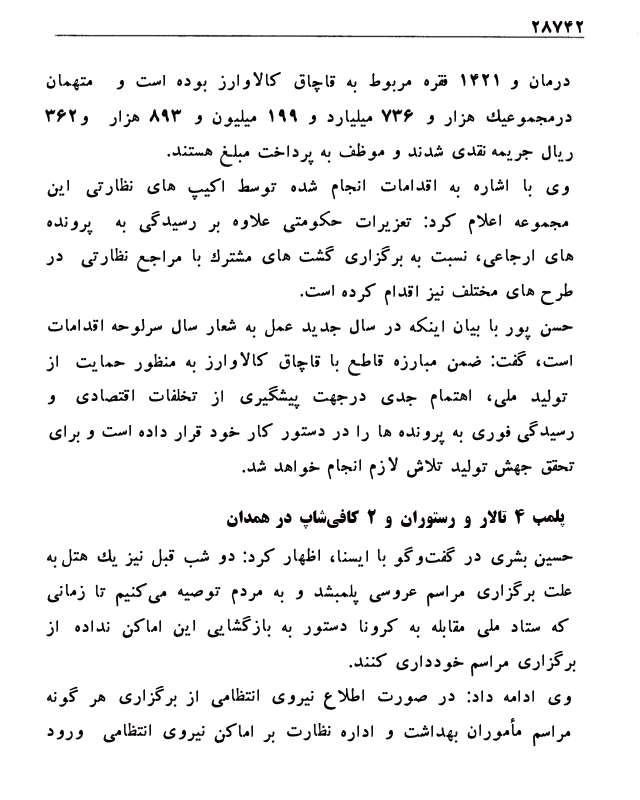 ۲۸۷۴۲
درمان و ۱۴۲۱ فقره مربوط به قاچاق کالاوارز بوده است و متهمان
درمجموعیك هزار و ۷۳۶ میلیارد و ۱۹۹ میلیون و ۸۹۳ هزار و۳۶۲
ریال جریمه نقدی شدند و موظف به پرداخت مبلغ هستند.
وی با اشاره به اقدامات انجام شده توسط اکیپ های نظارتی این
مجموعه اعلام کرد: تعزیرات حکومتی علاوه بر رسیدگی به پرونده
های ارجاعی، نسبت به برگزاری گشت های مشترك با مراجع نظارتی در
طرح های مختلف نیز اقدام کرده است.
حسن پور با بیان اینکه در سال جدید عمل به شعار سال سرلوحه اقدامات
است، گفت: ضمن مبارزه قاطع با قاچاق کالاوارز به منظور حمایت از
تولید ملی، اهتمام جدی درجهت پیشگیری از تخلفات اقتصادی و
رسیدگی فوری به پرونده ها را در دستور کار خود قرار داده است و برای
تحقق جهش تولید تلاش لازم انجام خواهد شد.
پلمب ۴ تالار و رستوران و ۲ کافی‌شاپ در همدان
حسین بشری در گفت‌وگو با ایسنا، اظهار کرد: دو شب قبل نیز یك هتل به
علت برگزاری مراسم عروسی پلمبشد و به مردم توصیه می‌کنیم تا زمانی
که ستاد ملی مقابله به کرونا دستور به بازگشایی این اماکن نداده از
برگزاری مراسم خودداری کنند.
وی ادامه داد: در صورت اطلاع نیروی انتظامی از برگزاری هر گونه
مراسم مأموران بهداشت و اداره نظارت بر اماکن نیروی انتظامی ورود